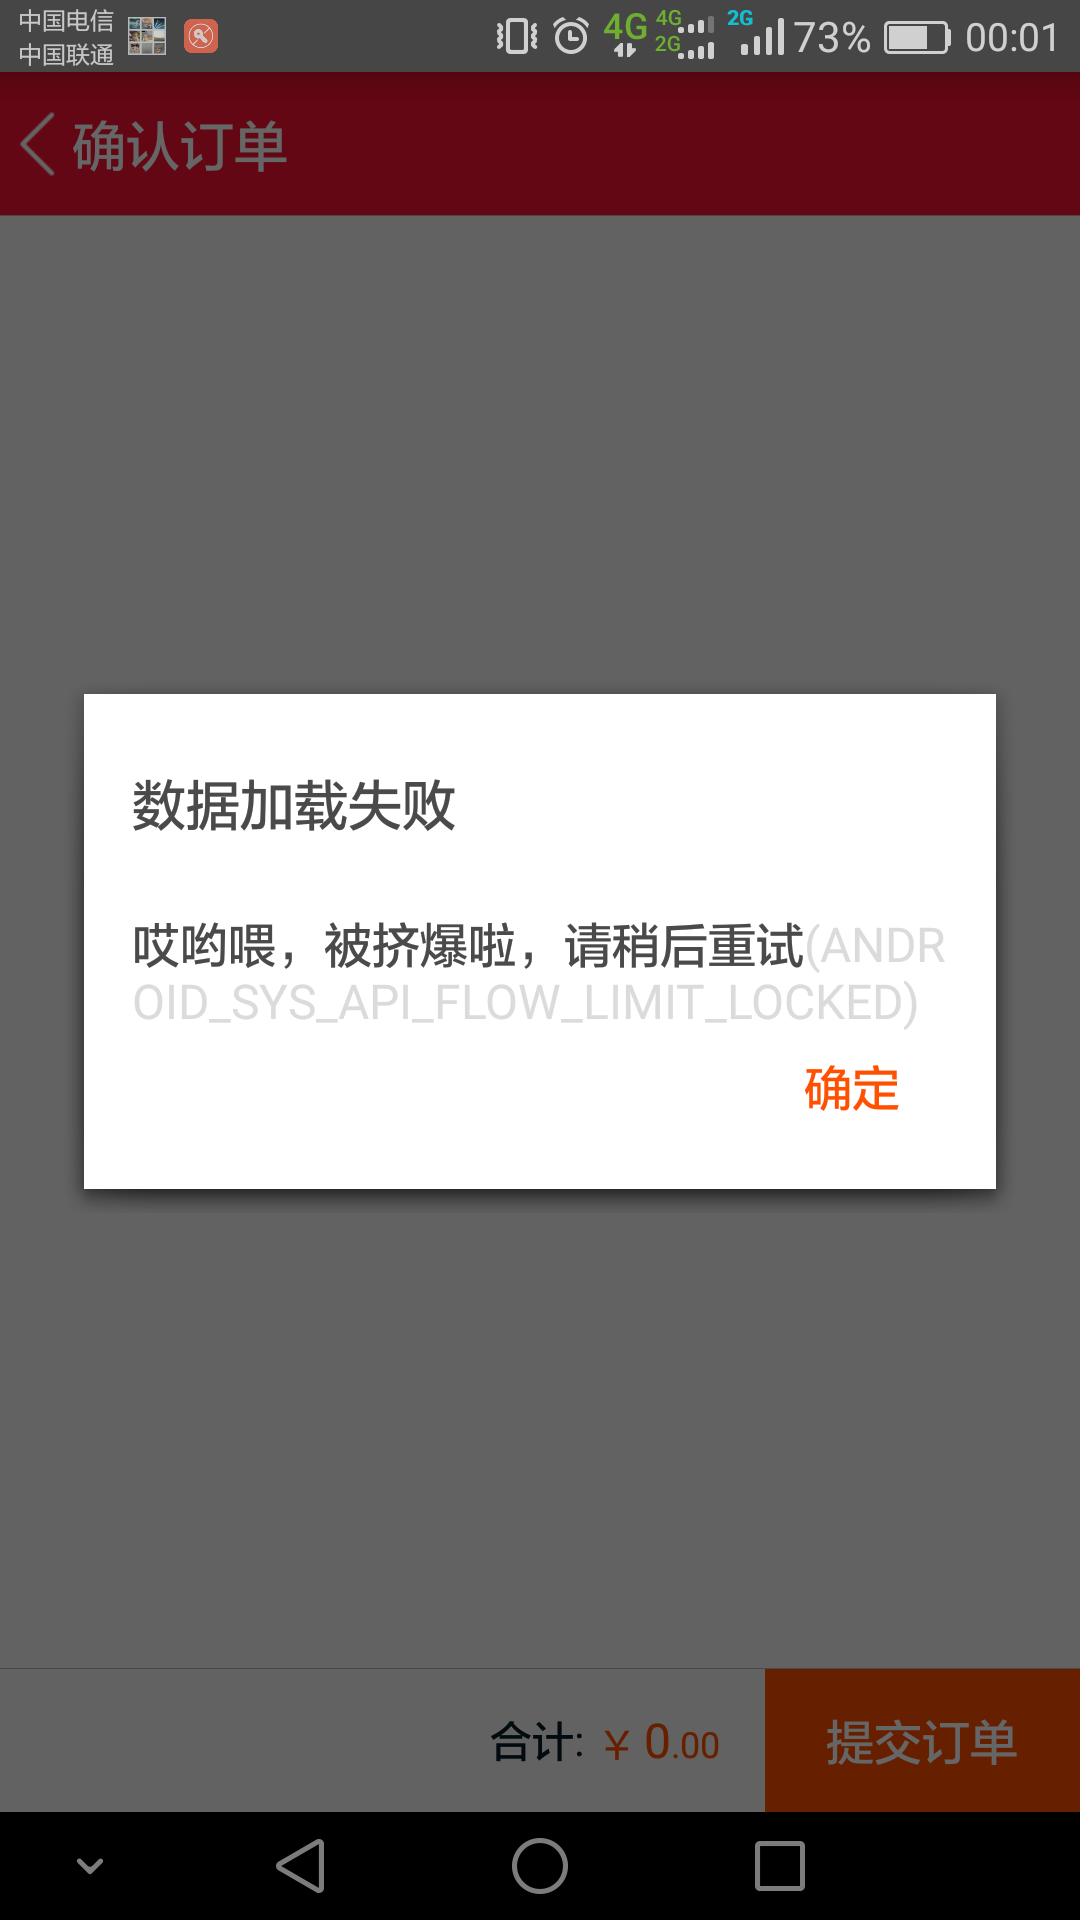 中国电信
中国联通
4G
4G
2G
2G
73%
00:01
确认订单
数据加载失败
哎哟喂，被挤爆啦，请稍后重试(ANDR
OID_SYS_API_FLOW_LIMIT_LOCKED)
确定
合计: ￥0.00
提交订单